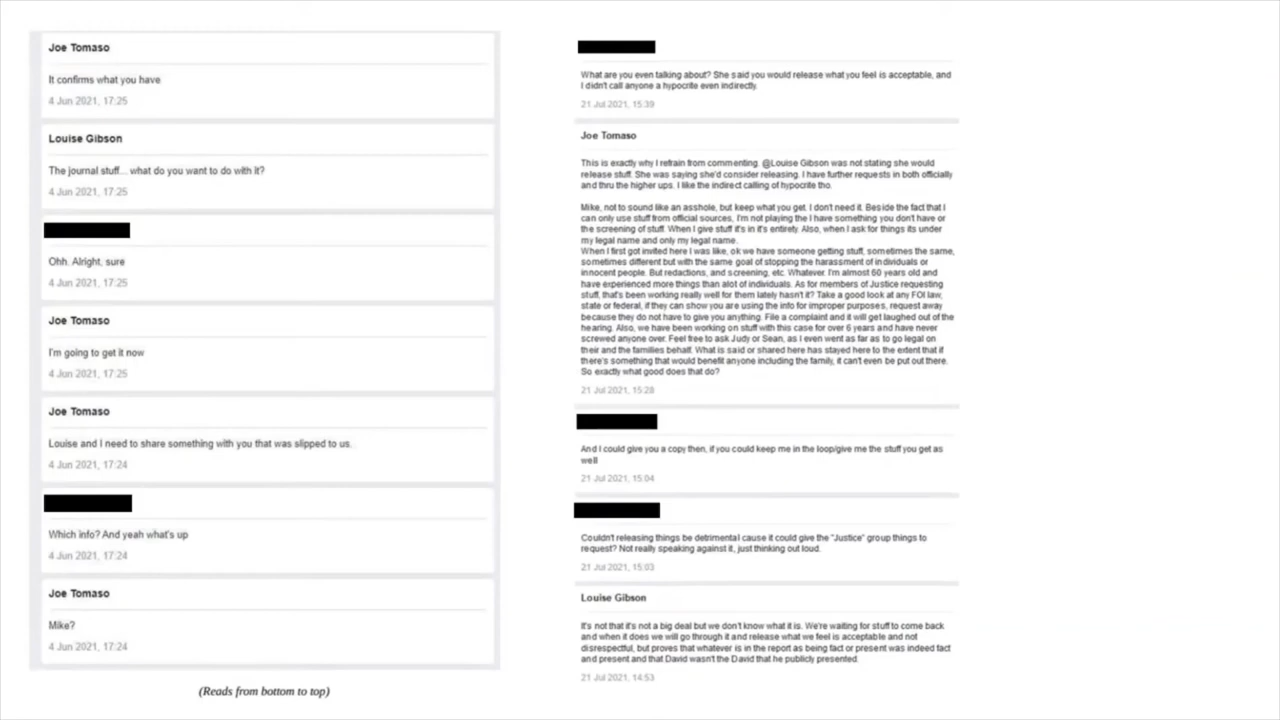 Joe Tomaso
It confirms what you have
4 Jun 2021, 17:25
Louise Gibson
The journal stuff... what do you want to do with it?
4 Jun 2021, 17:25
Ohh. Alright, sure
4 Jun 2021, 17:25
Joe Tomaso
I'm going to get it now
4 Jun 2021, 17:25
Joe Tomaso
Louise and I need to share something with you that was slipped to us.
4 Jun 2021, 17:24
Which info? And yeah what's up
4 Jun 2021, 17:24
Joe Tomaso
Mike?
4 Jun 2021, 17:24
(Reads from bottom to top)
What are you even talking about? She said you would release what you feel is acceptable, and
I didn't call anyone a hypocrite even indirectly.
21 Jul 2021, 15:39
Joe Tomaso
This is exactly why I refrain from commenting. @Louise Gibson was not stating she would
release stuff. She was saying she'd consider releasing. I have further requests in both officially
and thru the higher ups. I like the indirect calling of hypocrite tho.
Mike, not to sound like an asshole, but keep what you get. I don't need it. Beside the fact that I
can only use stuff from official sources, I'm not playing the I have something you don't have or
the screening of stuff. When I give stuff it's in it's entirety. Also, when I ask for things its under
my legal name and only my legal name.
When I first got invited here I was like, ok we have someone getting stuff, sometimes the same,
sometimes different but with the same goal of stopping the harassment of individuals or
innocent people. But redactions, and screening, etc. Whatever. I'm almost 60 years old and
have experienced more things than alot of individuals. As for members of Justice requesting
stuff, that's been working really well for them lately hasn't it? Take a good look at any FOI law,
state or federal, if they can show you are using the info for improper purposes, request away
because they do not have to give you anything. File a complaint and it will get laughed out of the
hearing. Also, we have been working on stuff with this case for over 6 years and have never
screwed anyone over. Feel free to ask Judy or Sean, as I even went as far as to go legal on
their and the families behalf. What is said or shared here has stayed here to the extent that if
there's something that would benefit anyone including the family, it can't even be put out there.
So exactly what good does that do?
21 Jul 2021, 15:28
And I could give you a copy then, if you could keep me in the loop/give me the stuff you get as
well
21 Jul 2021, 15:04
Couldn't releasing things be detrimental cause it could give the "Justice" group things to
request? Not really speaking against it, just thinking out loud.
21 Jul 2021, 15:03
Louise Gibson
It's not that it's not a big deal but we don't know what it is. We're waiting for stuff to come back
and when it does we will go through it and release what we feel is acceptable and not
disrespectful, but proves that whatever is in the report as being fact or present was indeed fact
and present and that David wasn't the David that he publicly presented.
21 Jul 2021, 14:53